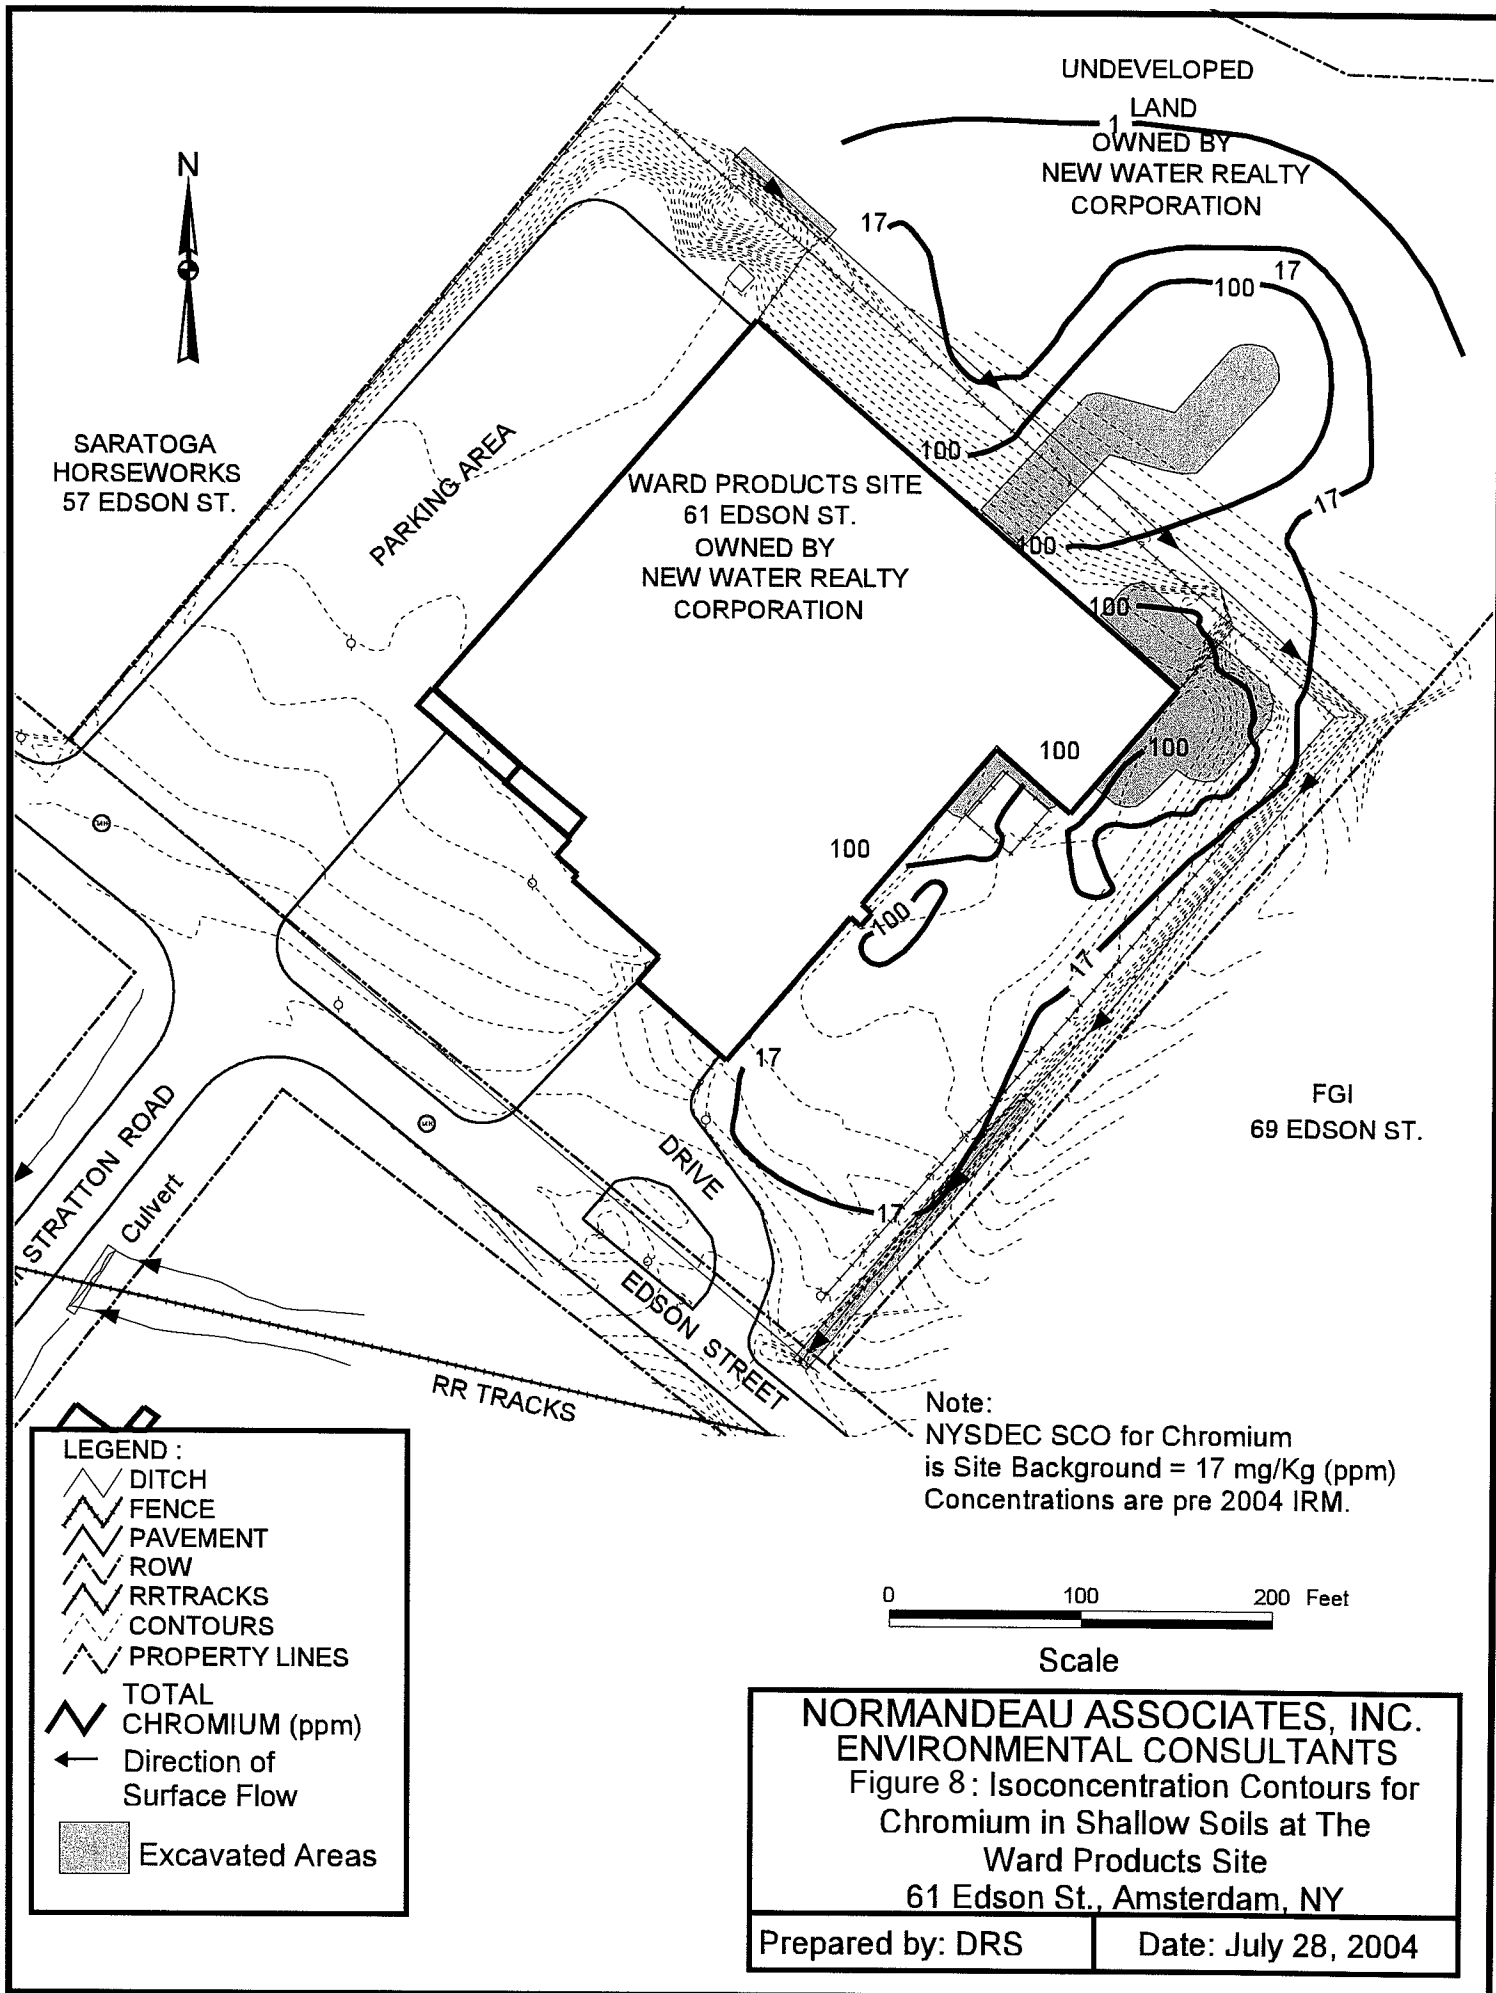 UNDEVELOPED
LAND
1
OWNED BY
NEW WATER REALTY
CORPORATION
N
17
17
100
SARATOGA
HORSEWORKS
57 EDSON ST.
PARKING AREA
100
WARD PRODUCTS SITE
61 EDSON ST.
OWNED BY
NEW WATER REALTY
CORPORATION
17
100
100
100
100
100
100
17
17
FGI
69 EDSON ST.
DRIVE
17
STRATTON ROAD
Culvert
EDSON STREET
RR TRACKS
Note:
NYSDEC SCO for Chromium
is Site Background = 17 mg/Kg (ppm)
Concentrations are pre 2004 IRM.
LEGEND :
DITCH
FENCE
PAVEMENT
ROW
RRTRACKS
CONTOURS
PROPERTY LINES
TOTAL
CHROMIUM (ppm)
Direction of
Surface Flow
Excavated Areas
0 100 200 Feet
Scale
NORMANDEAU ASSOCIATES, INC.
ENVIRONMENTAL CONSULTANTS
Figure 8: Isoconcentration Contours for
Chromium in Shallow Soils at The
Ward Products Site
61 Edson St., Amsterdam, NY
Prepared by: DRS
Date: July 28, 2004